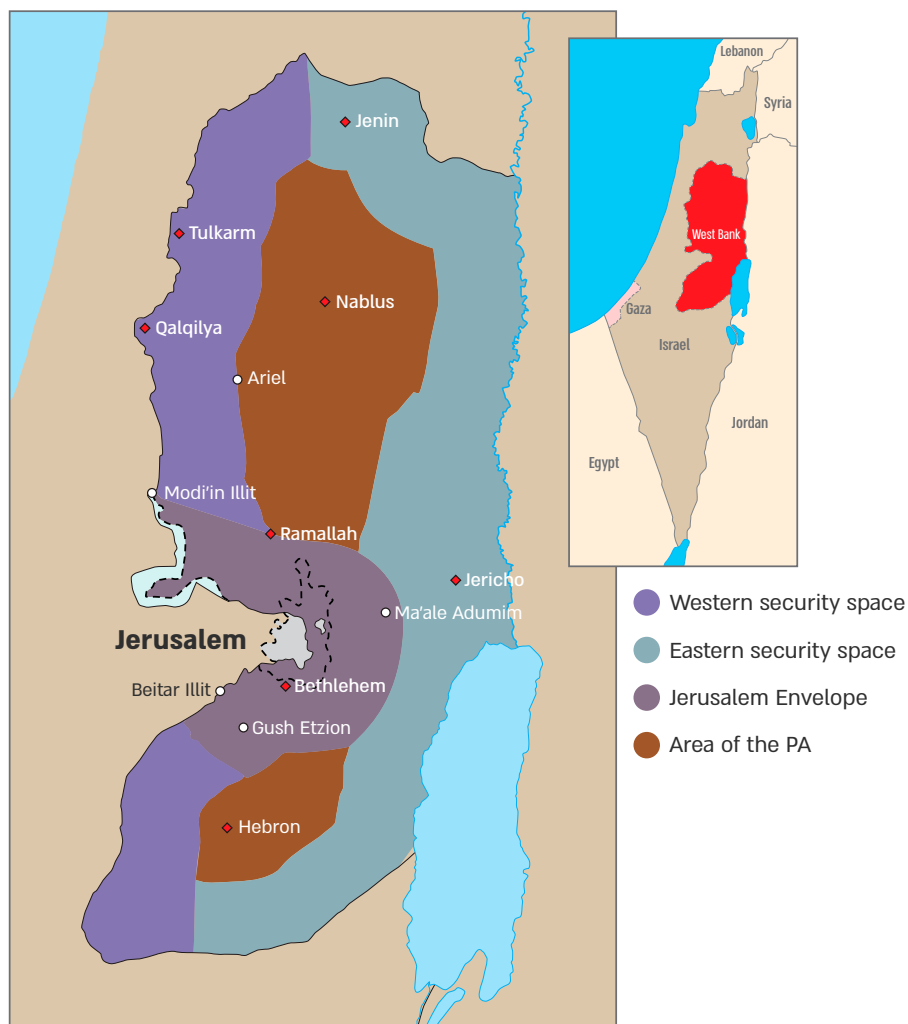 Jenin
Tulkarm
Nablus
Qalqilya
Ariel
Modi'in Illit
Ramallah
Jericho
Ma'ale Adumim
Jerusalem
Bethlehem
Beitar Illit
Gush Etzion
Hebron
Lebanon
Syria
West Bank
Gaza
Israel
Jordan
Egypt
Western security space
Eastern security space
Jerusalem Envelope
Area of the PA